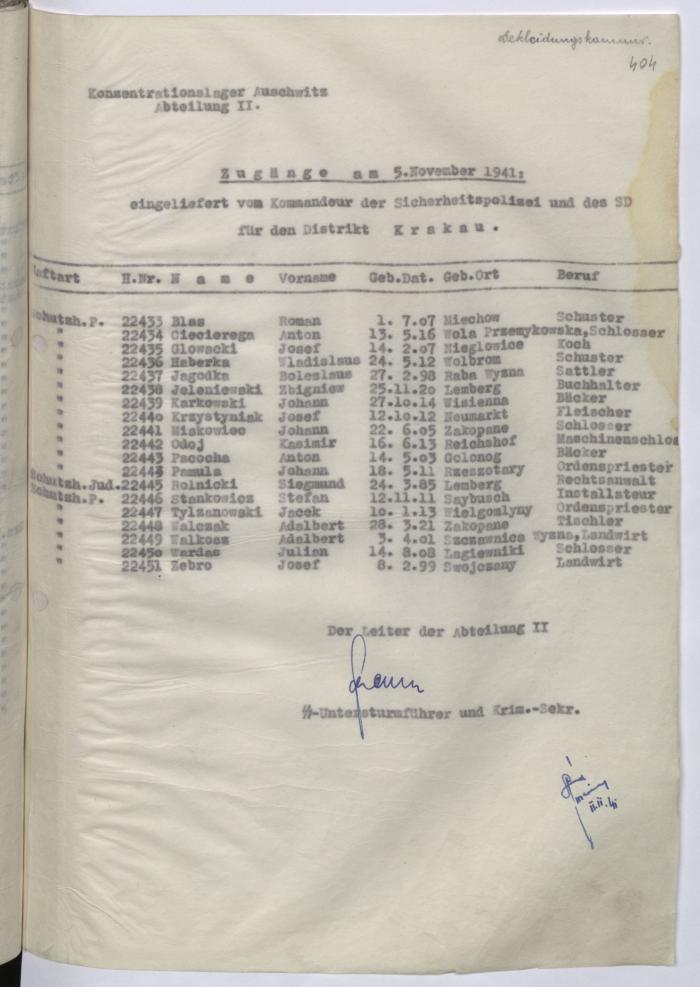 Bekleidungskammer.
404
Konzentrationslager Auschwitz
Abteilung II.
Zugänge am 5.November 1941:
eingeliefert vom Kommandeur der Sicherheitspolizei und des SD
für den Distrikt Krakau.
Haftart H.Nr. Name Vorname Geb.Dat. Geb.Ort Beruf
Schutzh.P. 22433 Blas Roman 1. 7.07 Miechow Schuster
" 22434 Ciecierega Anton 13. 5.16 Wola Przemykowska,Schlosser
" 22435 Glowacki Josef 14. 2.07 Nieglowice Koch
" 22436 Haberka Wladislaus 24. 5.12 Wolbrom Schuster
" 22437 Jagodka Boleslaus 27. 2.98 Raba Wyzna Sattler
" 22438 Jeleniewski Zbigniew 25.11.20 Lemberg Buchhalter
" 22439 Karkowski Johann 27.10.14 Wisienna Bäcker
" 22440 Krzystyniak Josef 12.10.12 Neumarkt Fleischer
" 22441 Miskowiec Johann 22. 6.05 Zakopane Schlosser
" 22442 Odoj Kasimir 16. 6.13 Reichshof Maschinenschlos
" 22443 Pacocha Anton 14. 5.03 Golonog Bäcker
" 22444 Pamula Johann 18. 5.11 Rzeszotary Ordenspriester
Schutzh.Jud.22445 Rolnicki Siegmund 24. 3.85 Lemberg Rechtsanwalt
Schutzh.P. 22446 Stankowicz Stefan 12.11.11 Saybusch Installateur
" 22447 Tylzanowski Jacek 10. 1.13 Wielgomlyny Ordenspriester
" 22448 Walczak Adalbert 28. 3.21 Zakopane Tischler
" 22449 Walkosz Adalbert 3. 4.01 Szczawnica Wyzna,Landwirt
" 22450 Wardas Julian 14. 8.08 Lagiewniki Schlosser
" 22451 Zebro Josef 8. 2.99 Swojczany Landwirt
Der Leiter der Abteilung II
SS-Untersturmführer und Krim.-Sekr.